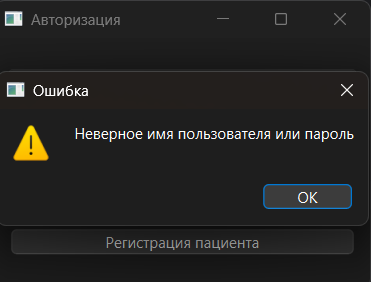 Авторизация
Ошибка
Неверное имя пользователя или пароль
OK
Регистрация пациента